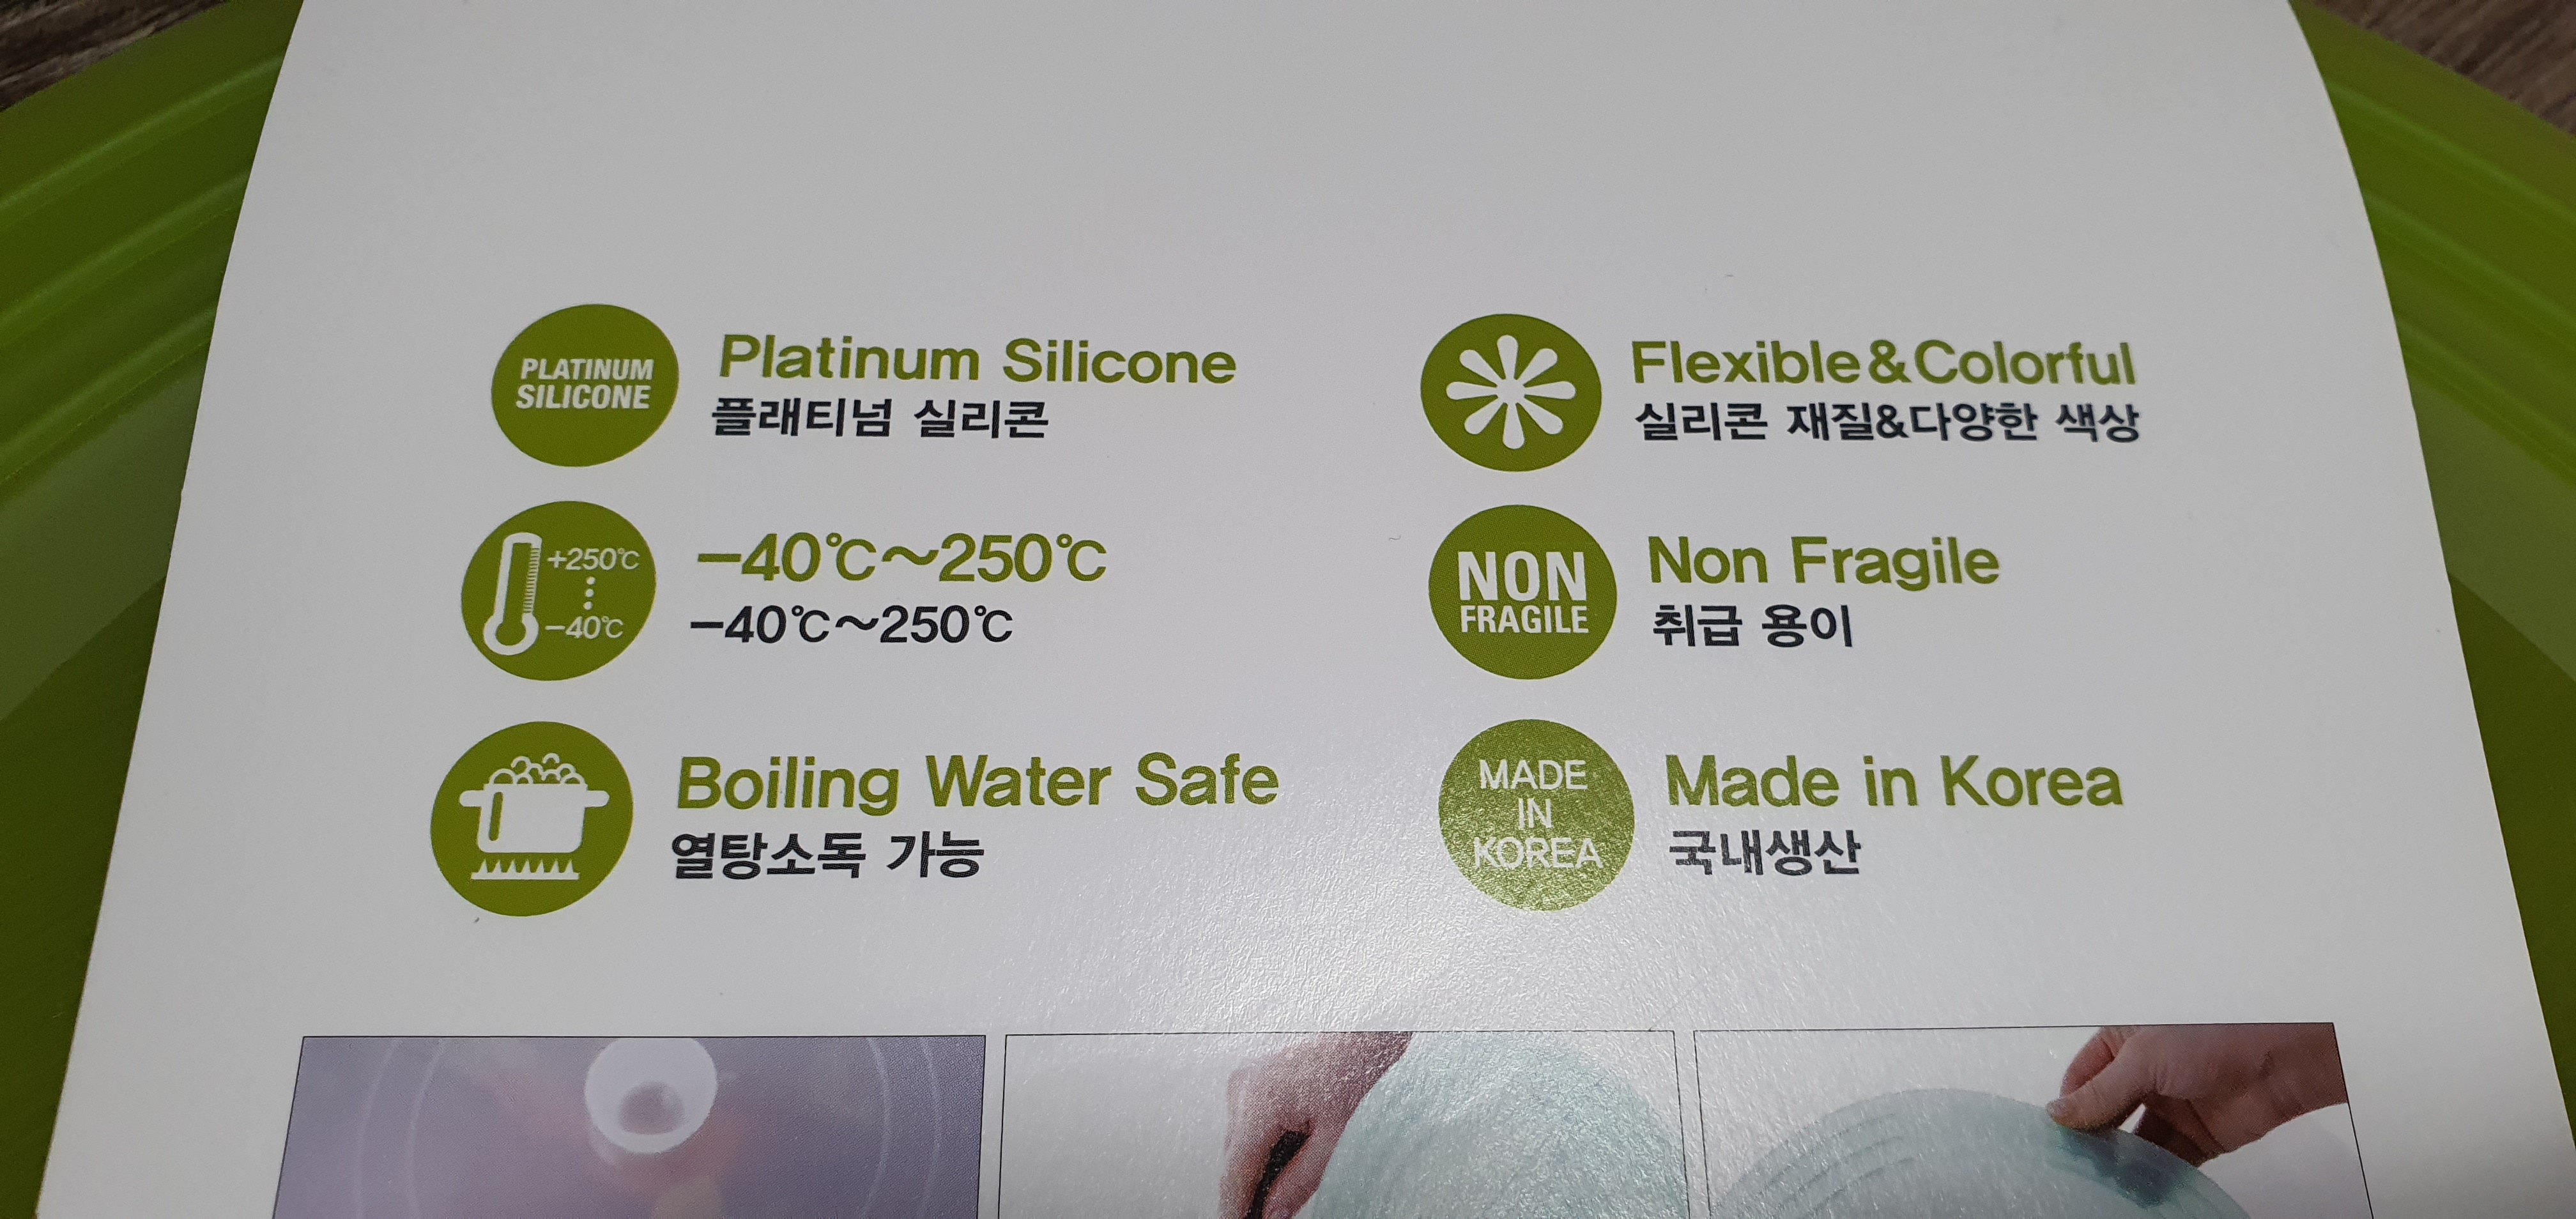 PLATINUM
SILICONE
Platinum Silicone
플래티넘 실리콘
+250℃
−40℃
−40℃~250℃
−40℃~250℃
Boiling Water Safe
열탕소독 가능
Flexible&Colorful
실리콘 재질&다양한 색상
NON
FRAGILE
Non Fragile
취급 용이
MADE
IN
KOREA
Made in Korea
국내생산